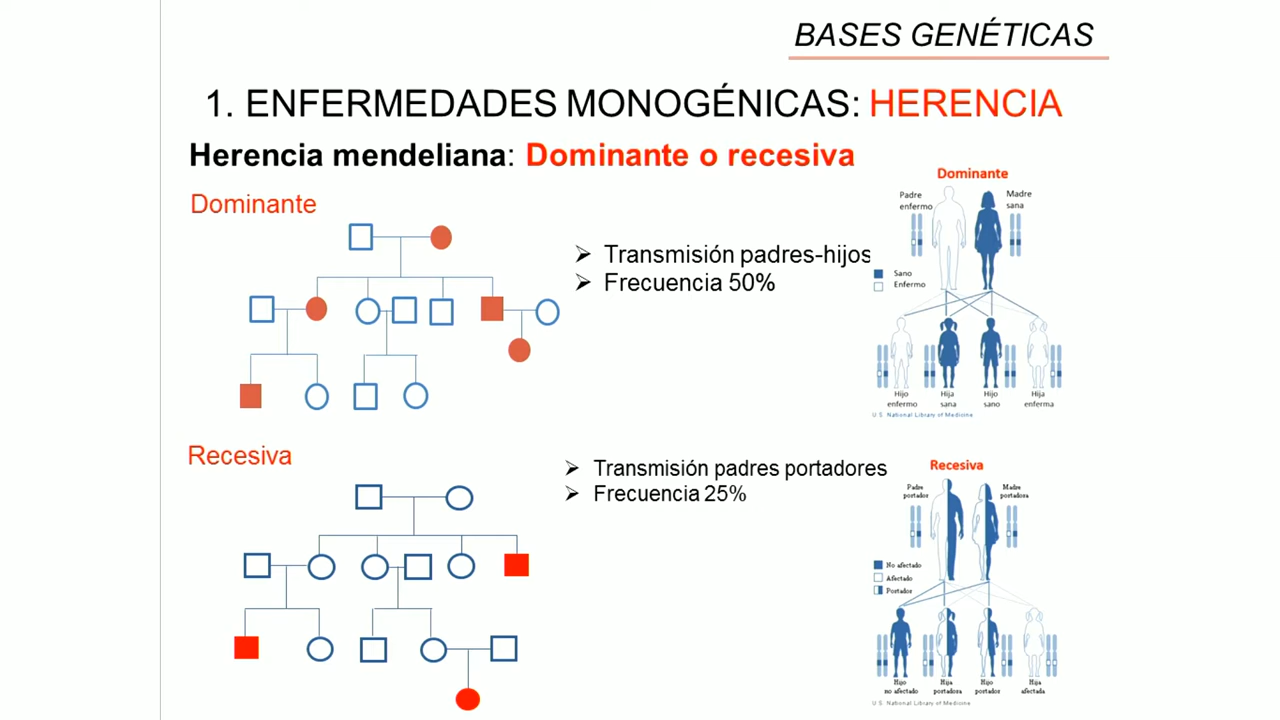 BASES GENÉTICAS
1. ENFERMEDADES MONOGÉNICAS: HERENCIA
Herencia mendeliana: Dominante o recesiva
Dominante
Transmisión padres-hijos
Frecuencia 50%
Dominante
Padre enfermo
Madre sana
Sano
Enfermo
Hijo enfermo
Hija sana
Hijo sano
Hija enferma
U.S. National Library of Medicine
Recesiva
Transmisión padres portadores
Frecuencia 25%
Recesiva
Padre portador
Madre portadora
No afectado
Afectado
Portador
Hijo no afectado
Hija portadora
Hijo portador
Hija afectada
U.S. National Library of Medicine